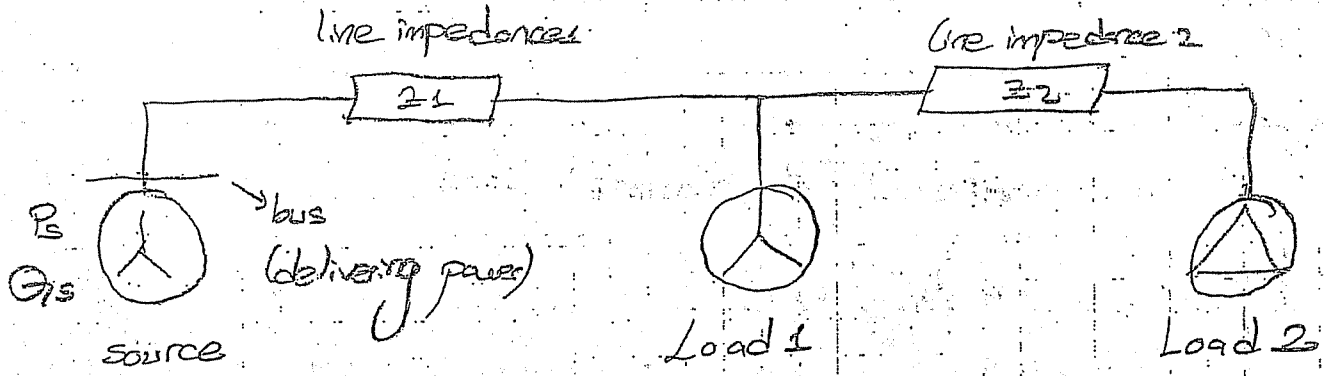 line impedance 1
line impedance 2
Z1
Z2
Ps
Qs
bus
(delivering power)
source
Load 1
Load 2